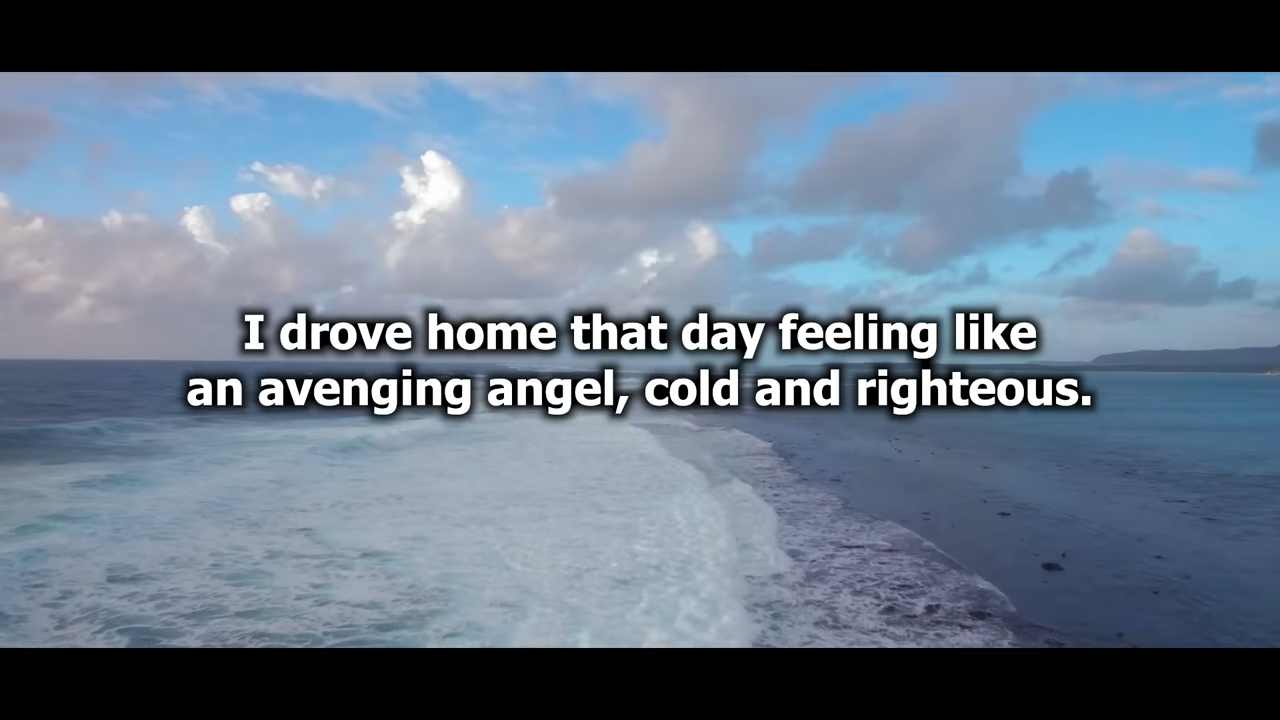 I drove home that day feeling like
an avenging angel, cold and righteous.